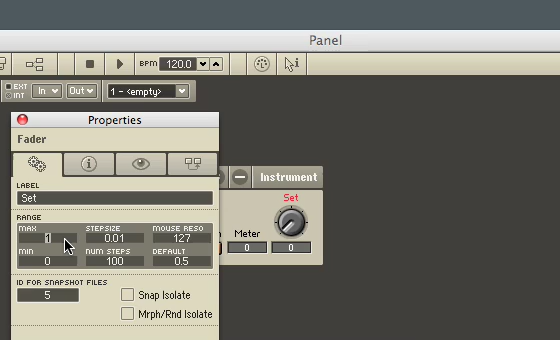 Panel
BPM 120.0
EXT
INT
In Out 1 - <empty>
Properties
Fader
Instrument
LABEL
Set
Set
RANGE
MAX STEPSIZE MOUSE RESO
1 0.01 127
Meter
MIN NUM STEPS DEFAULT
0 100 0.5
0 0
ID FOR SNAPSHOT FILES
5
Snap Isolate
Mrph/Rnd Isolate